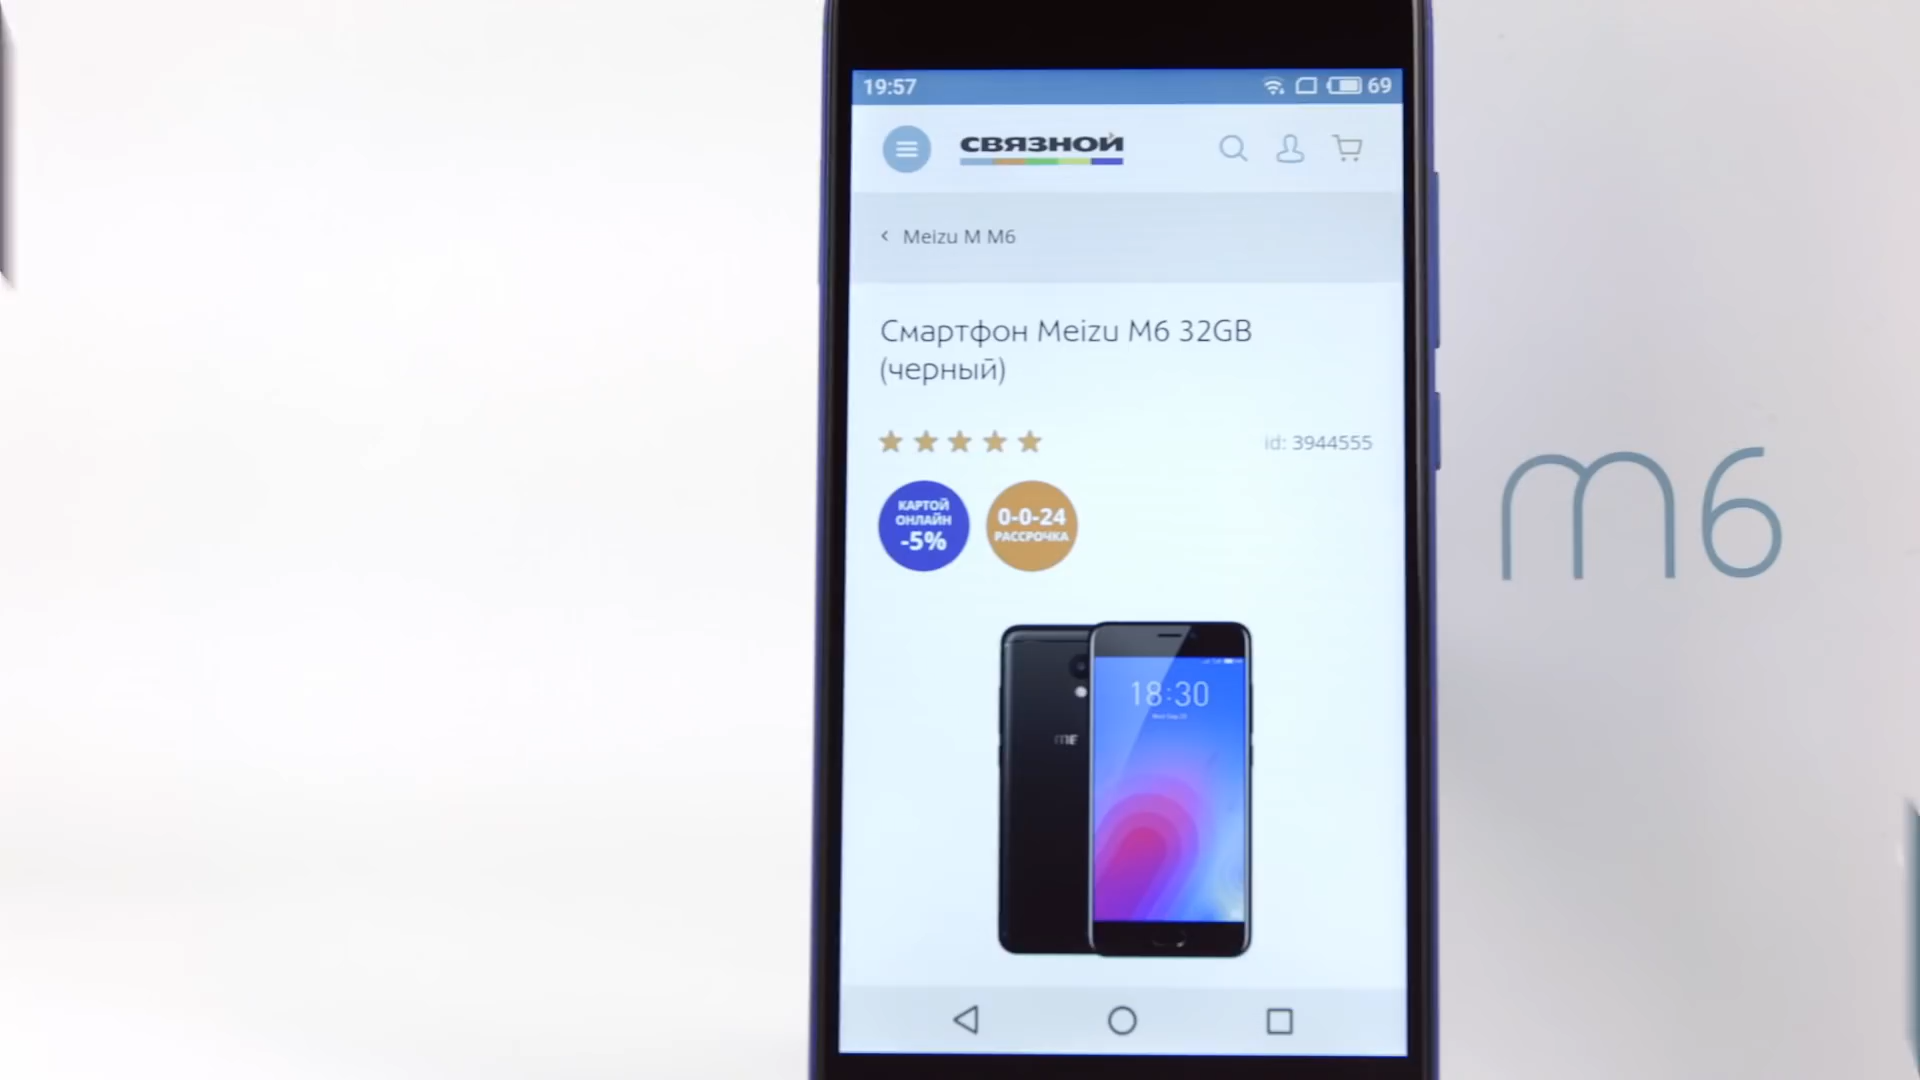 19:57
69
СВЯЗНОЙ
Meizu M M6
Смартфон Meizu M6 32GB
(черный)
id: 3944555
КАРТОЙ
ОНЛАЙН
-5%
0-0-24
РАССРОЧКА
18:30
M6